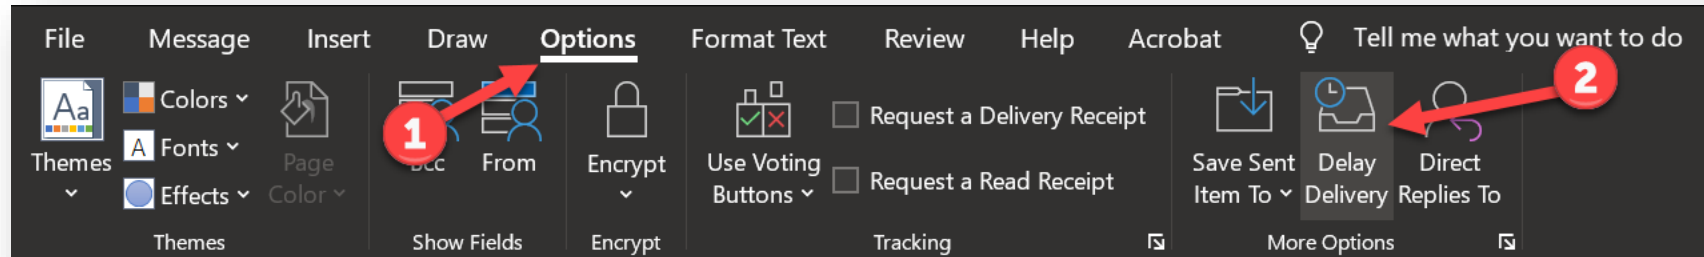 File Message Insert Draw Options Format Text Review Help Acrobat Tell me what you want to do
Aa
Themes
Colors
A Fonts
Effects
Page
Color
Themes
1
Bcc
From
Show Fields
Encrypt
Encrypt
Use Voting
Buttons
Request a Delivery Receipt
Request a Read Receipt
Tracking
2
Save Sent
Item To
Delay
Delivery
Direct
Replies To
More Options